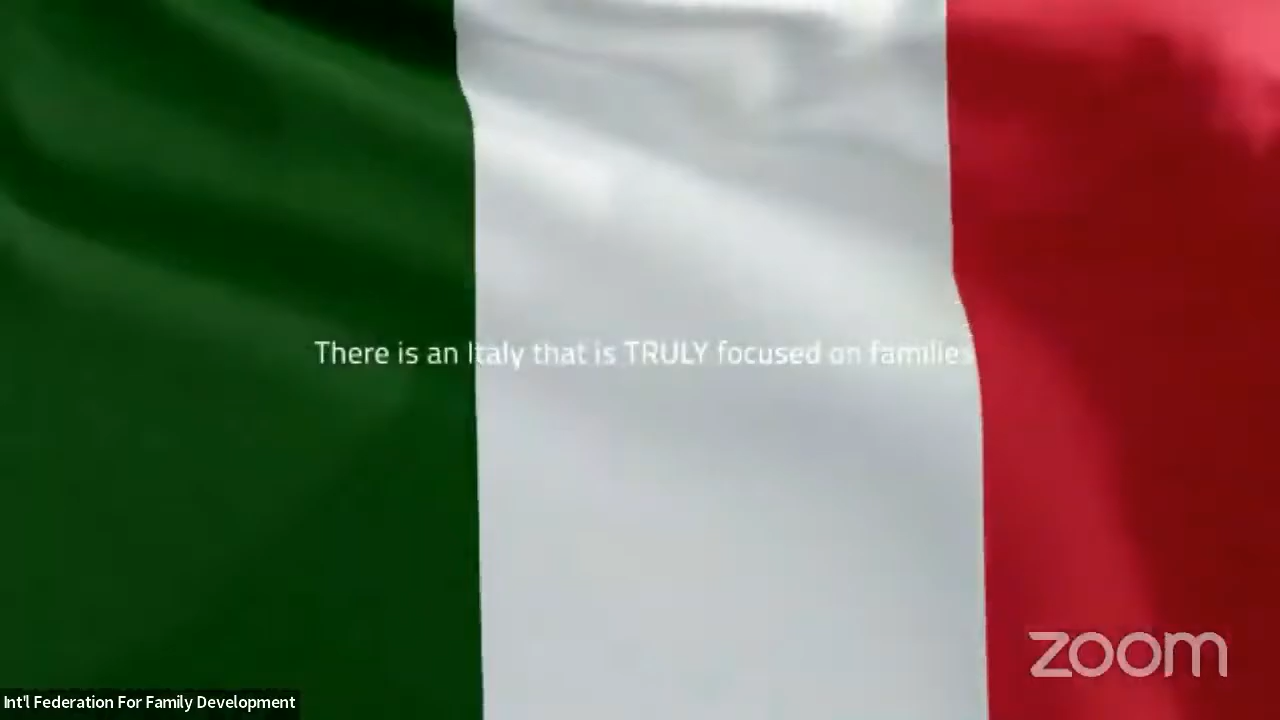 There is an Italy that is TRULY focused on families
zoom
Int'l Federation For Family Development